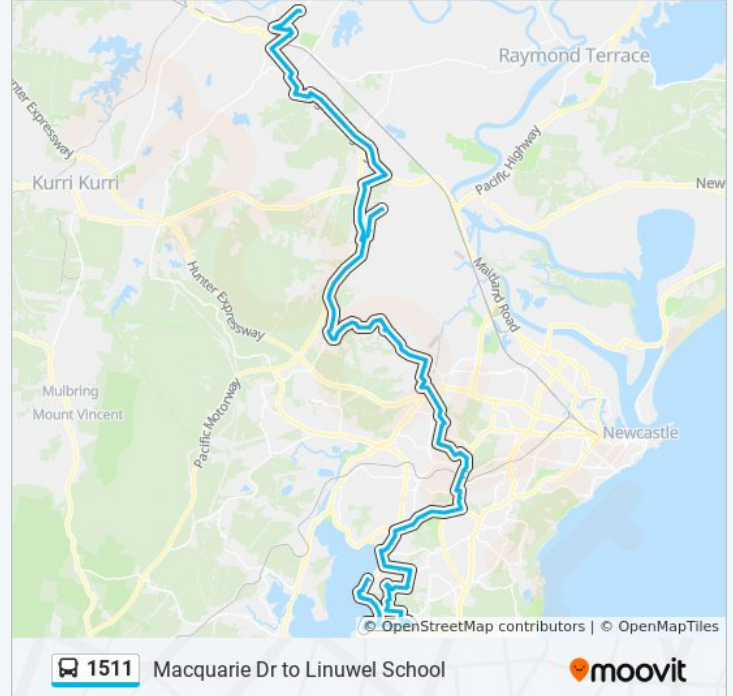 Raymond Terrace
unter Expressway
Pacific Highway
Kurri Kurri
New
Hunter Expressway
Maitland Road
Mulbring
Mount Vincent
Pacific Motorway
Newcastle
© OpenStreetMap contributors | © OpenMapTiles
1511 Macquarie Dr to Linuwel School
moovit